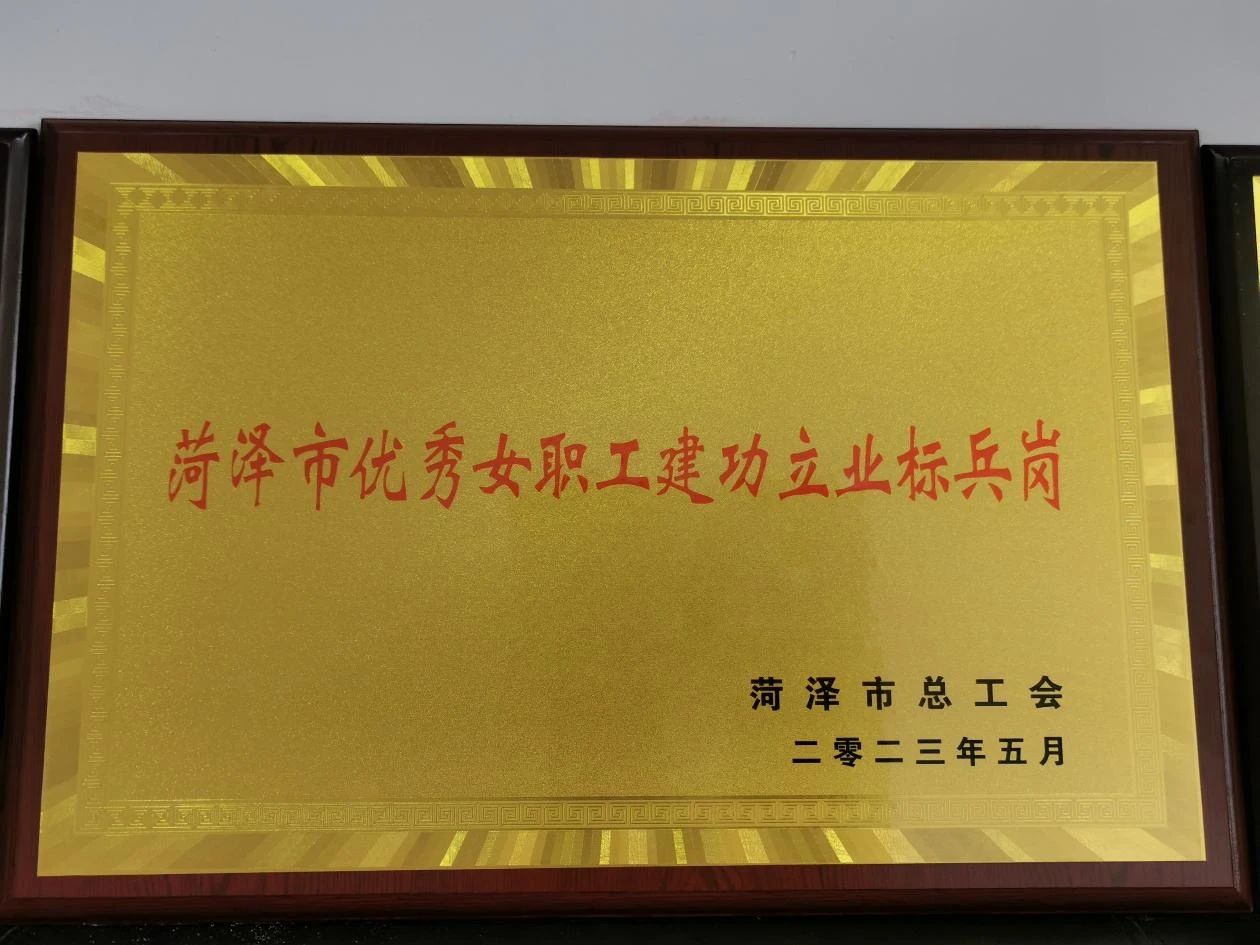 菏泽市优秀女职工建功立业标兵岗
菏泽市总工会
二零二三年五月